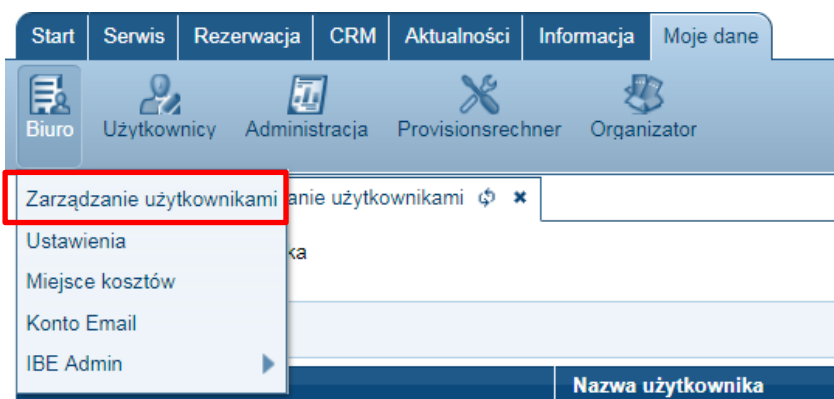 Start Serwis Rezerwacja CRM Aktualności Informacja Moje dane
Biuro Użytkownicy Administracja Provisionsrechner Organizator
Zarządzanie użytkownikami anie użytkownikami
Ustawienia
ka
Miejsce kosztów
Konto Email
IBE Admin
Nazwa użytkownika